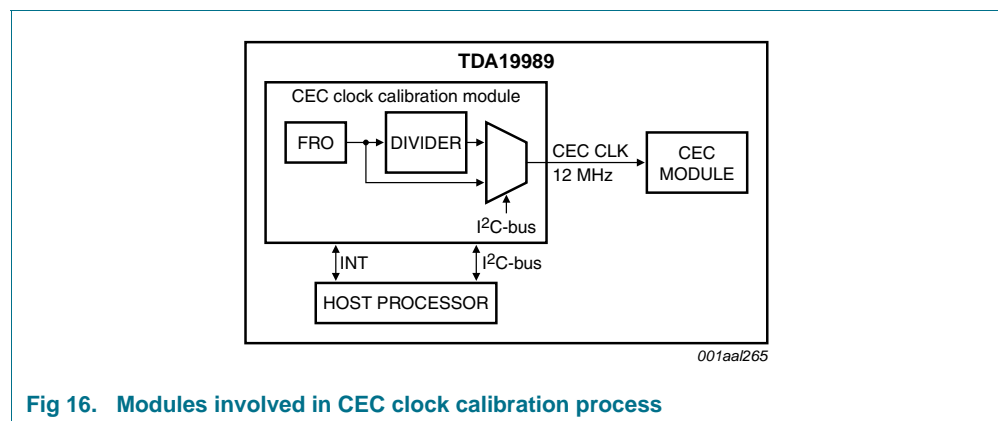 TDA19989
CEC clock calibration module
FRO
DIVIDER
CEC CLK
12 MHz
CEC
MODULE
I²C-bus
INT
I²C-bus
HOST PROCESSOR
001aal265
Fig 16. Modules involved in CEC clock calibration process